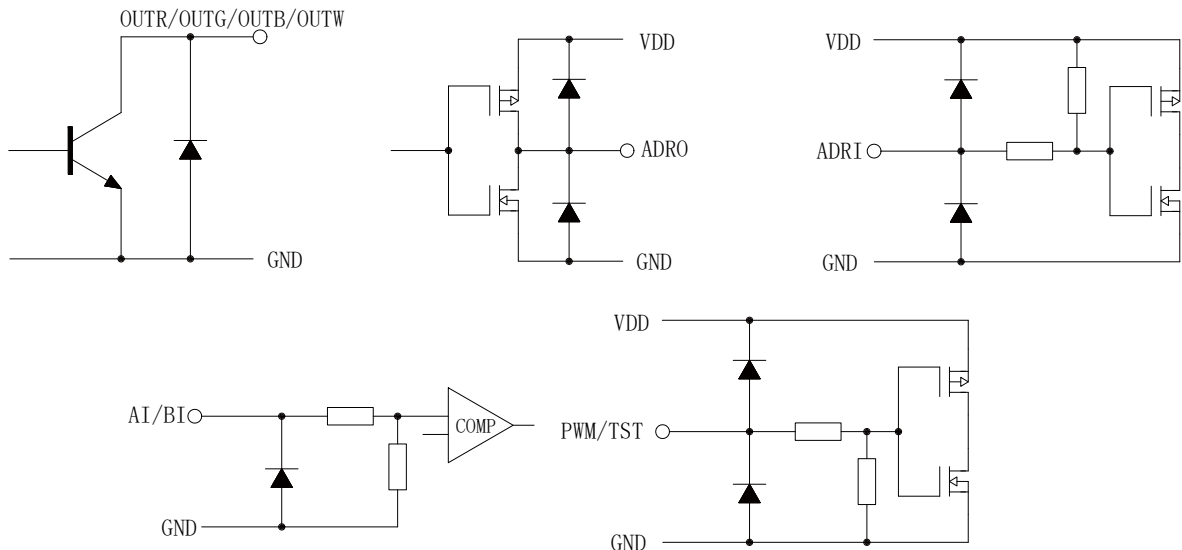 OUTR/OUTG/OUTB/OUTW
GND
VDD
ADRO
GND
VDD
ADRI
GND
AI/BI
COMP
GND
VDD
PWM/TST
GND